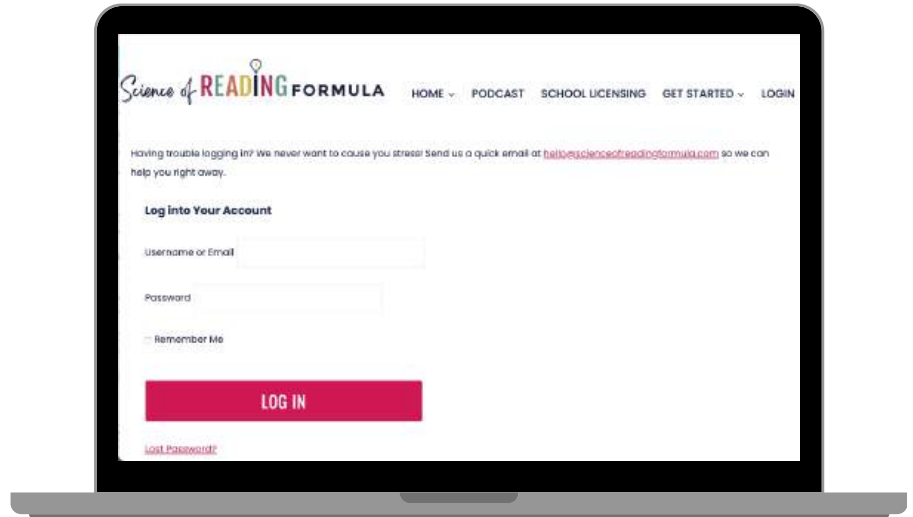 Science of READING FORMULA
HOME PODCAST SCHOOL LICENSING GET STARTED LOGIN
Having trouble logging in? We never want to cause you stress! Send us a quick email at hello@scienceofreadingformula.com so we can
help you right away.
Log into Your Account
Username or Email
Password
Remember Me
LOG IN
Lost Password?